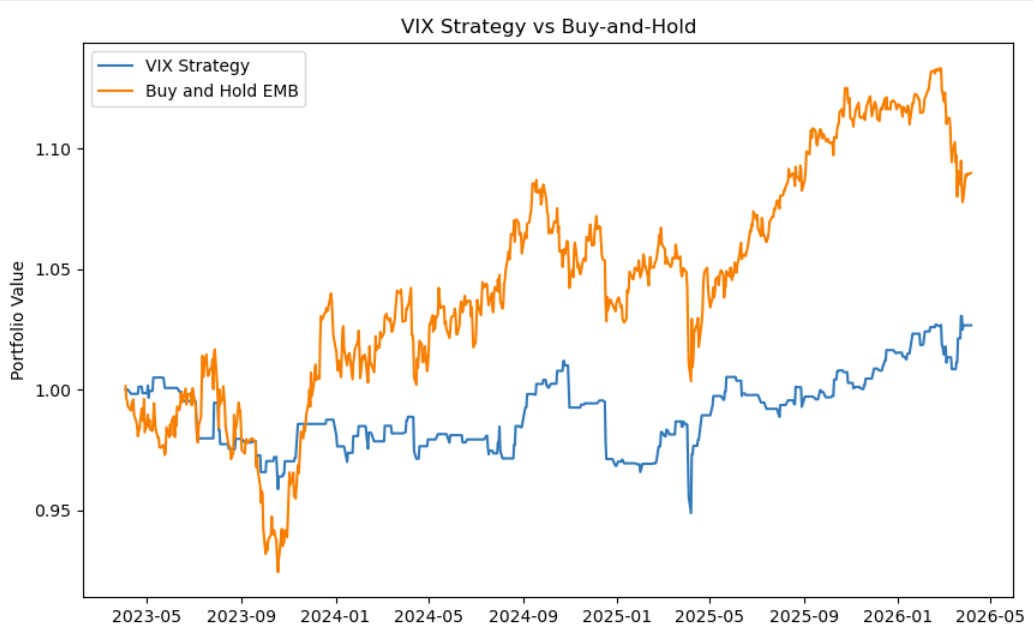 VIX Strategy vs Buy-and-Hold
VIX Strategy
Buy and Hold EMB
Portfolio Value
1.10
1.05
1.00
0.95
2023-05 2023-09 2024-01 2024-05 2024-09 2025-01 2025-05 2025-09 2026-01 2026-05